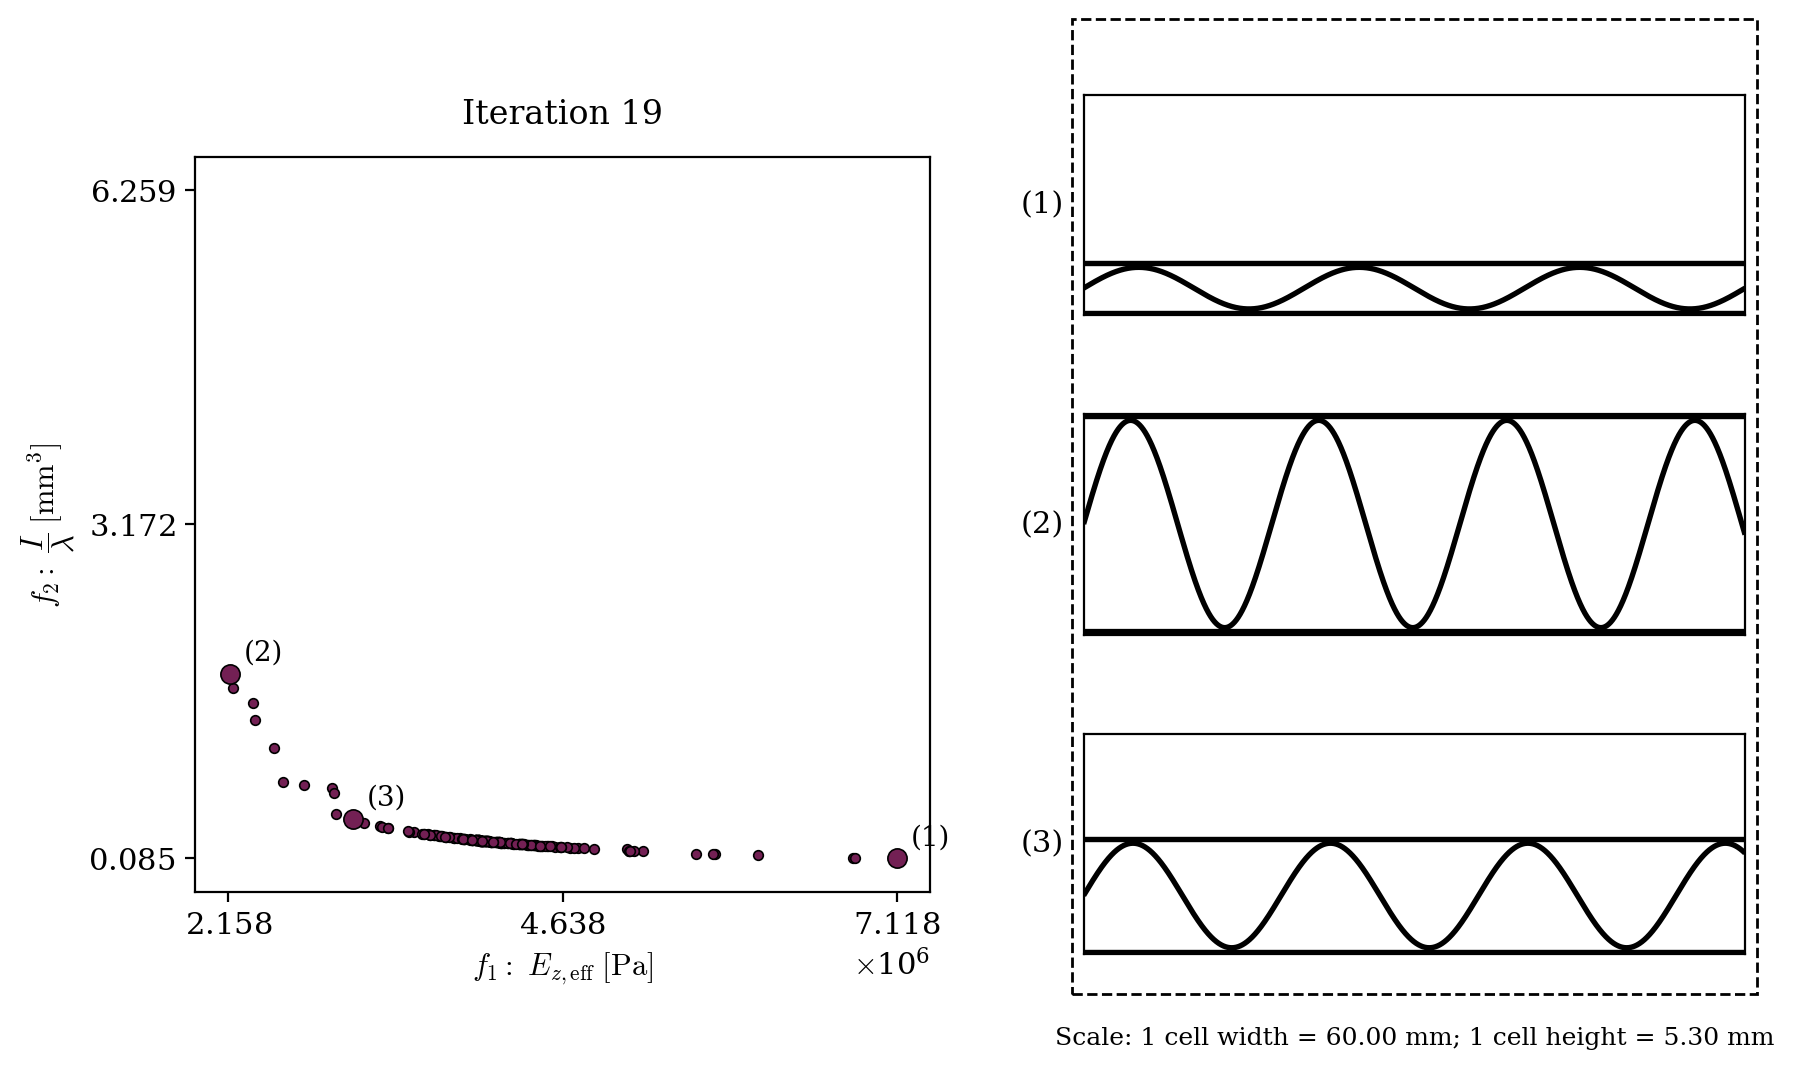 Iteration 19
6.259
3.172
0.085
f₂ : I/λ [mm³]
(2)
(3)
(1)
2.158 4.638 7.118
×10⁶
f₁ : E_{z,eff} [Pa]
(1)
(2)
(3)
Scale: 1 cell width = 60.00 mm; 1 cell height = 5.30 mm